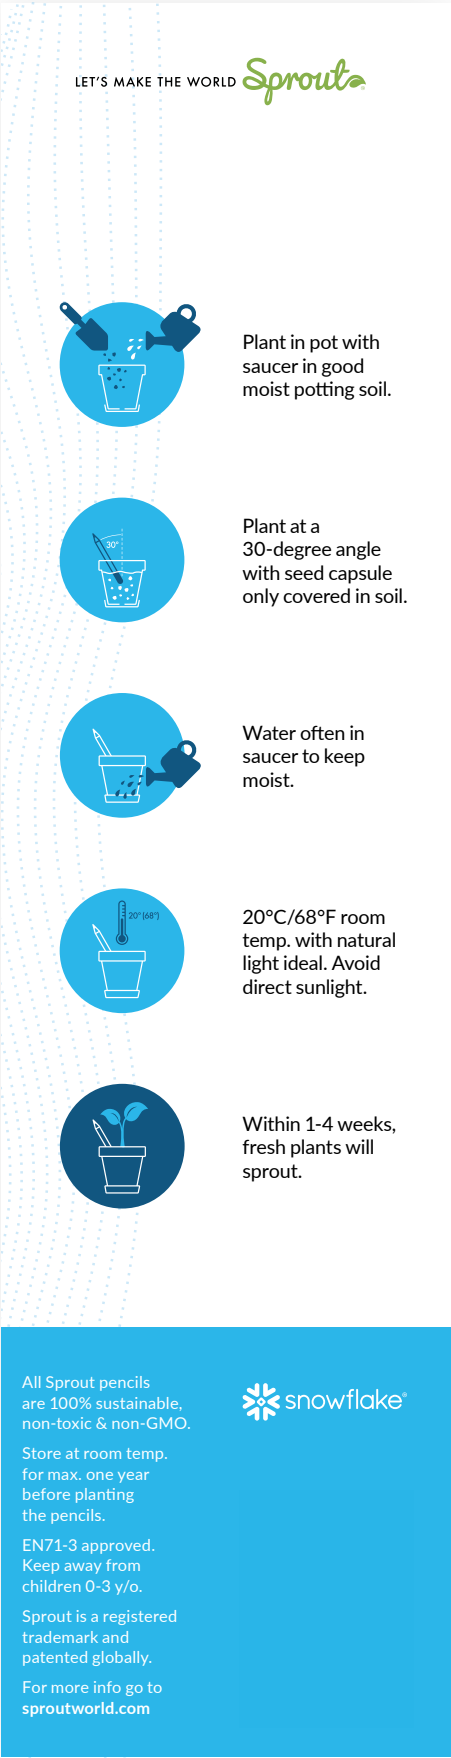 LET'S MAKE THE WORLD Sprout
Plant in pot with
saucer in good
moist potting soil.
30°
Plant at a
30-degree angle
with seed capsule
only covered in soil.
Water often in
saucer to keep
moist.
20° (68°)
20°C/68°F room
temp. with natural
light ideal. Avoid
direct sunlight.
Within 1-4 weeks,
fresh plants will
sprout.
All Sprout pencils
are 100% sustainable,
non-toxic & non-GMO.
Store at room temp.
for max. one year
before planting
the pencils.
EN71-3 approved.
Keep away from
children 0-3 y/o.
Sprout is a registered
trademark and
patented globally.
For more info go to
sproutworld.com
snowflake®